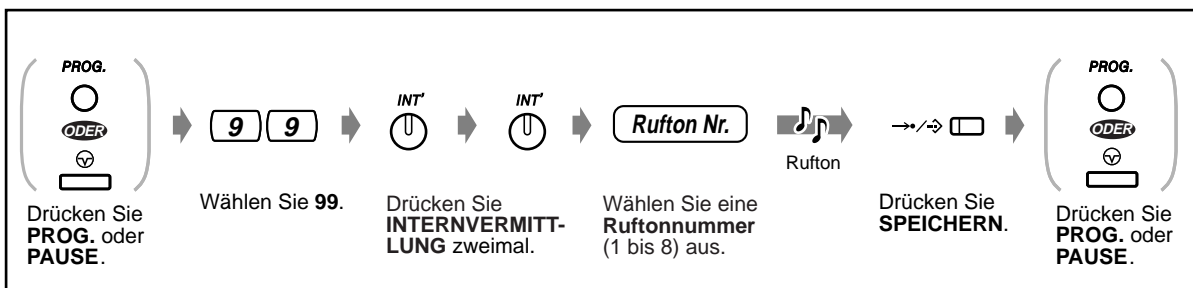 PROG.
ODER
Drücken Sie
PROG. oder
PAUSE.
9 9
Wählen Sie 99.
INT'
INT'
Drücken Sie
INTERNVERMITT-
LUNG zweimal.
Rufton Nr.
Wählen Sie eine
Ruftonnummer
(1 bis 8) aus.
Rufton
Drücken Sie
SPEICHERN.
PROG.
ODER
Drücken Sie
PROG. oder
PAUSE.